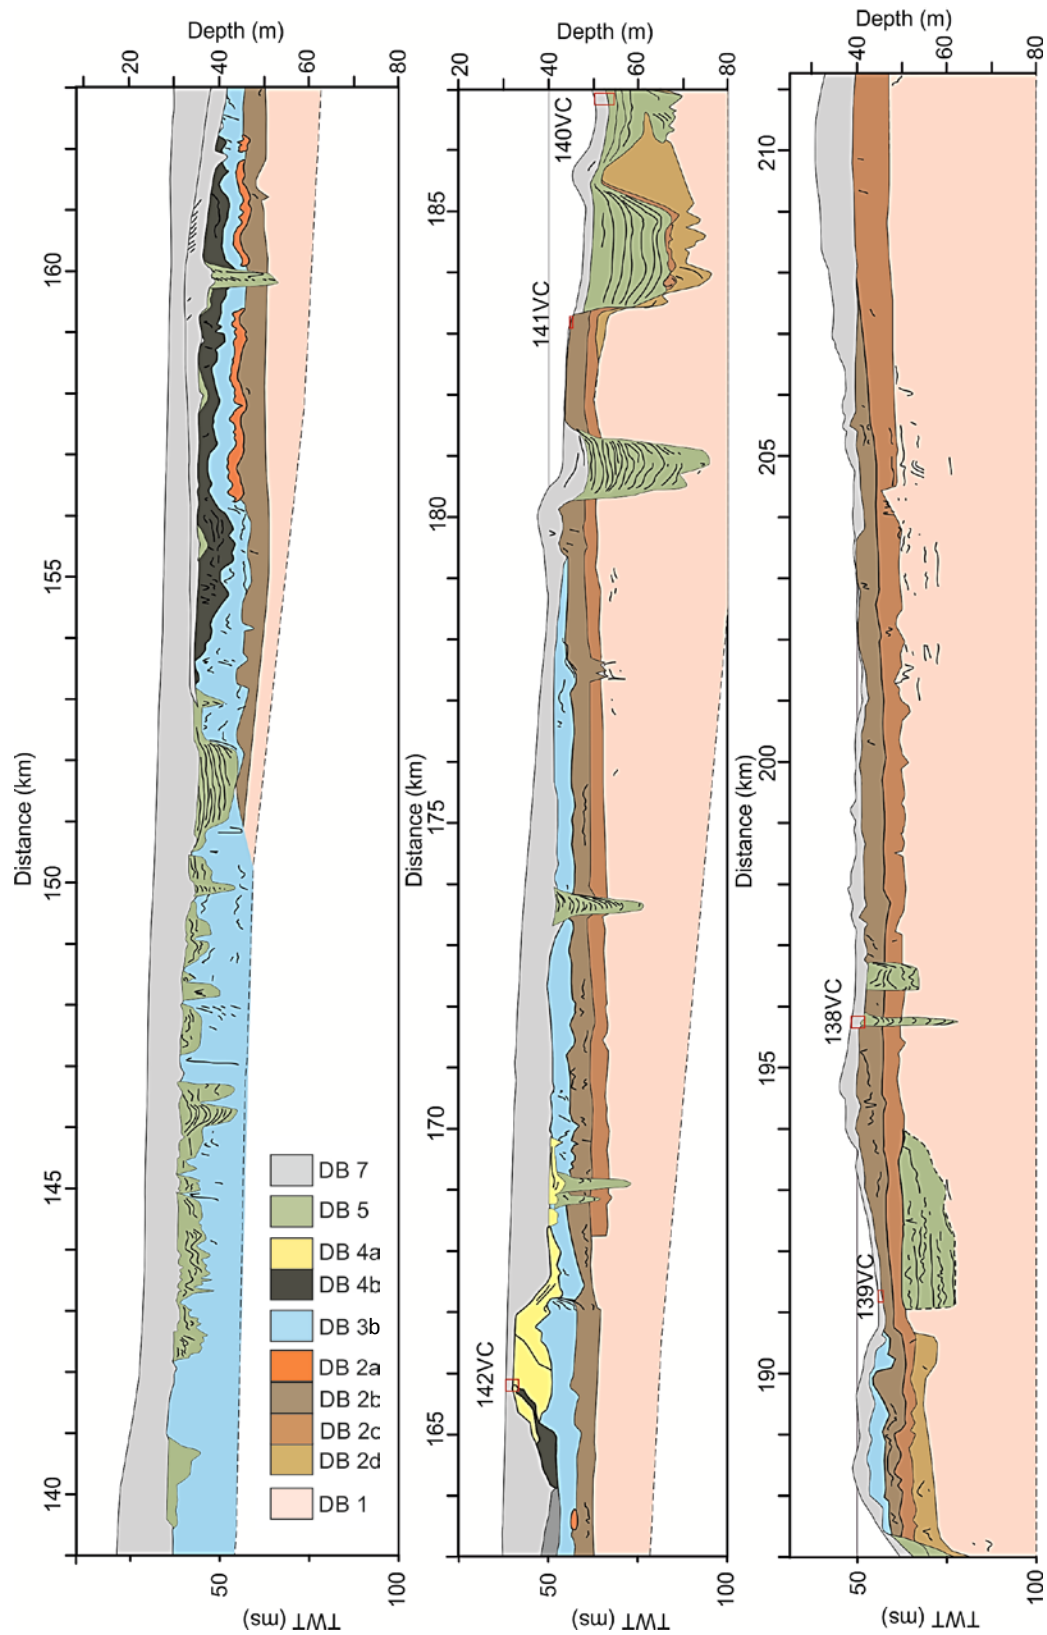 Depth (m)
20
40
60
80
Distance (km)
160
155
150
145
140
TWT (ms)
50
100
DB 7
DB 5
DB 4a
DB 4b
DB 3b
DB 2a
DB 2b
DB 2c
DB 2d
DB 1
Depth (m)
20
40
60
80
Distance (km)
185
180
175
170
165
140VC
141VC
142VC
TWT (ms)
50
100
Depth (m)
40
60
80
Distance (km)
210
205
200
195
190
138VC
139VC
TWT (ms)
50
100